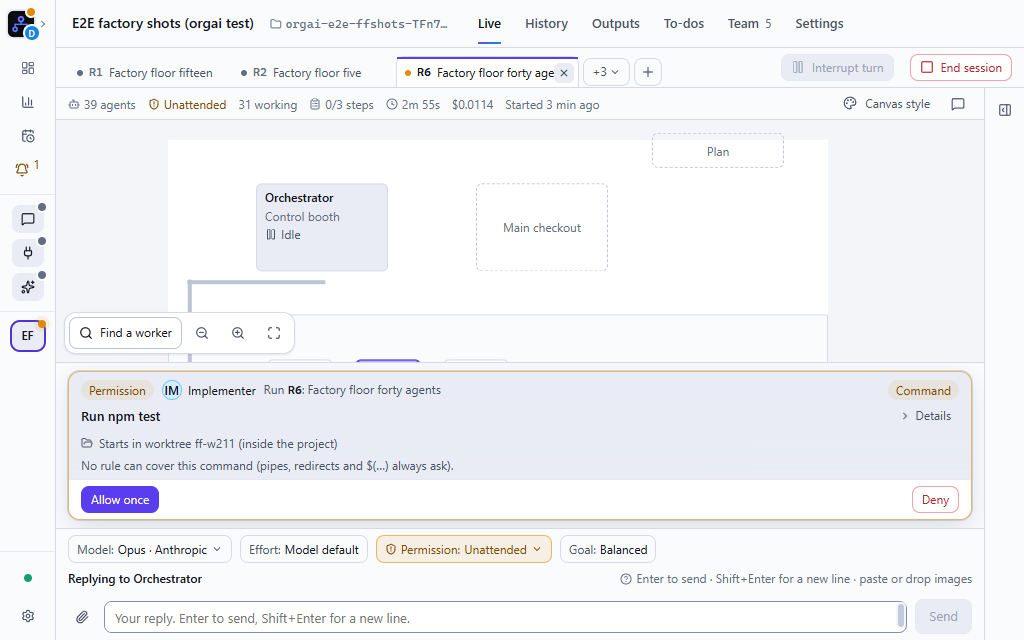 E2E factory shots (orgai test) orgai-e2e-ffshots-TFn7… Live History Outputs To-dos Team 5 Settings
D
R1 Factory floor fifteen R2 Factory floor five R6 Factory floor forty age +3 Interrupt turn End session
39 agents Unattended 31 working 0/3 steps 2m 55s $0.0114 Started 3 min ago Canvas style
1
Plan
Orchestrator
Control booth
Idle
Main checkout
EF
Find a worker
Permission IM Implementer Run R6: Factory floor forty agents Command
Run npm test Details
Starts in worktree ff-w211 (inside the project)
No rule can cover this command (pipes, redirects and $(...) always ask).
Allow once Deny
Model: Opus · Anthropic Effort: Model default Permission: Unattended Goal: Balanced
Replying to Orchestrator Enter to send · Shift+Enter for a new line · paste or drop images
Your reply. Enter to send, Shift+Enter for a new line. Send